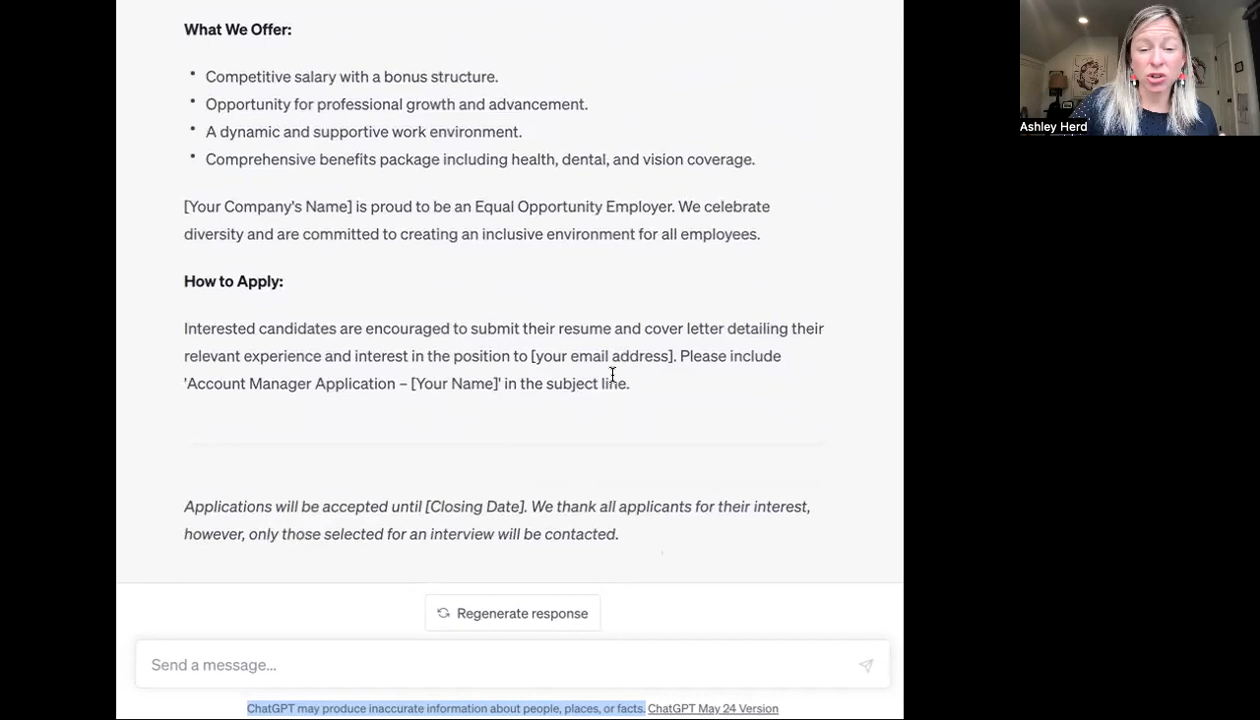 What We Offer:
• Competitive salary with a bonus structure.
• Opportunity for professional growth and advancement.
• A dynamic and supportive work environment.
• Comprehensive benefits package including health, dental, and vision coverage.
[Your Company's Name] is proud to be an Equal Opportunity Employer. We celebrate
diversity and are committed to creating an inclusive environment for all employees.
How to Apply:
Interested candidates are encouraged to submit their resume and cover letter detailing their
relevant experience and interest in the position to [your email address]. Please include
'Account Manager Application – [Your Name]' in the subject line.
Applications will be accepted until [Closing Date]. We thank all applicants for their interest,
however, only those selected for an interview will be contacted.
Regenerate response
Send a message...
ChatGPT may produce inaccurate information about people, places, or facts. ChatGPT May 24 Version
Ashley Herd